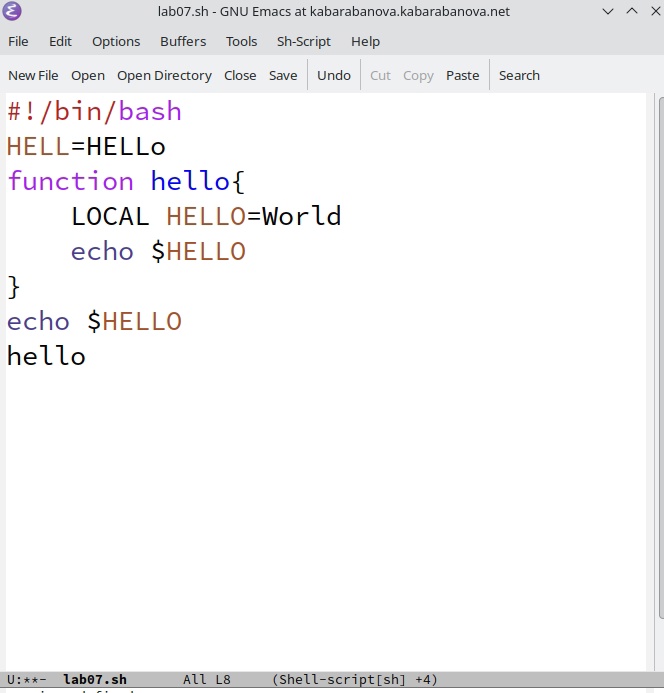 lab07.sh - GNU Emacs at kabarabanova.kabarabanova.net
File Edit Options Buffers Tools Sh-Script Help
New File Open Open Directory Close Save Undo Cut Copy Paste Search
#!/bin/bash
HELL=HELLo
function hello{
LOCAL HELLO=World
echo $HELLO
}
echo $HELLO
hello
U:**- lab07.sh All L8 (Shell-script[sh] +4)